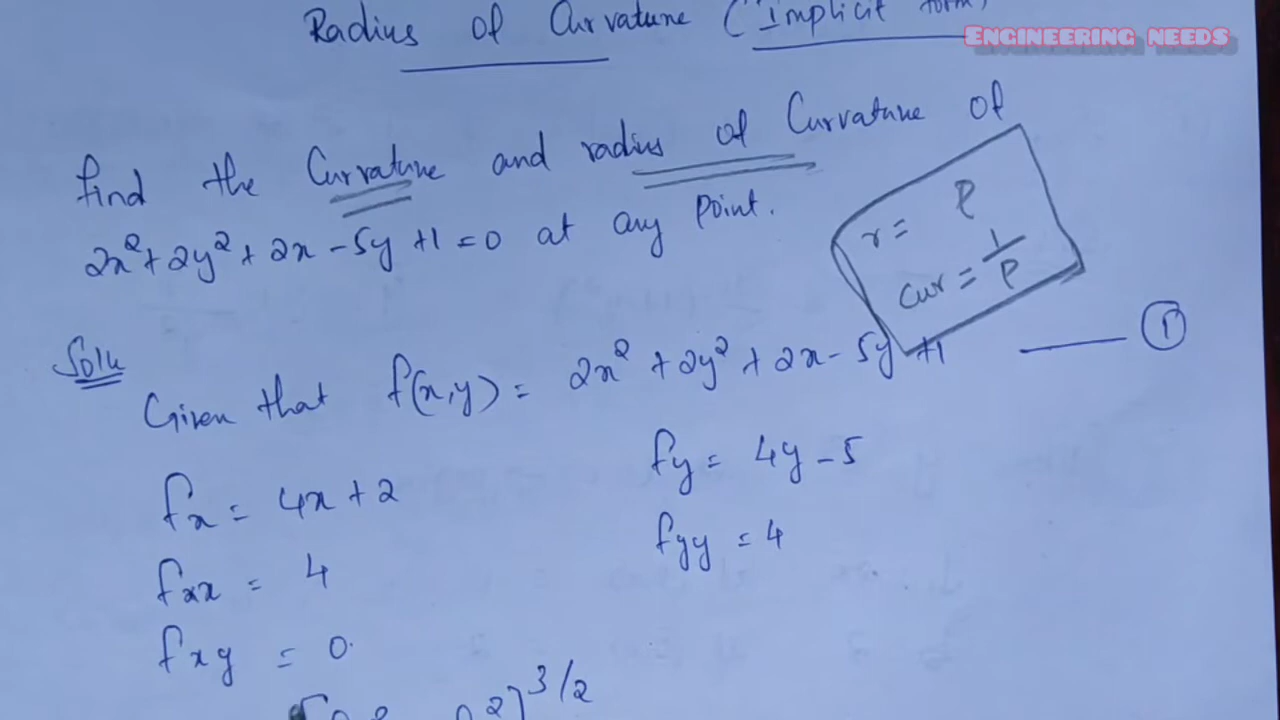 Radius of Curvature (Implicit form)
ENGINEERING NEEDS
find the Curvature and radius of Curvature of
2x²+2y²+2x-5y+1=0 at any point.
r = ρ
Cur = 1/ρ
Soln
Given that f(x,y) = 2x²+2y²+2x-5y+1 —— ①
fx = 4x+2
fy = 4y-5
fxx = 4
fyy = 4
fxy = 0.
]^3/2